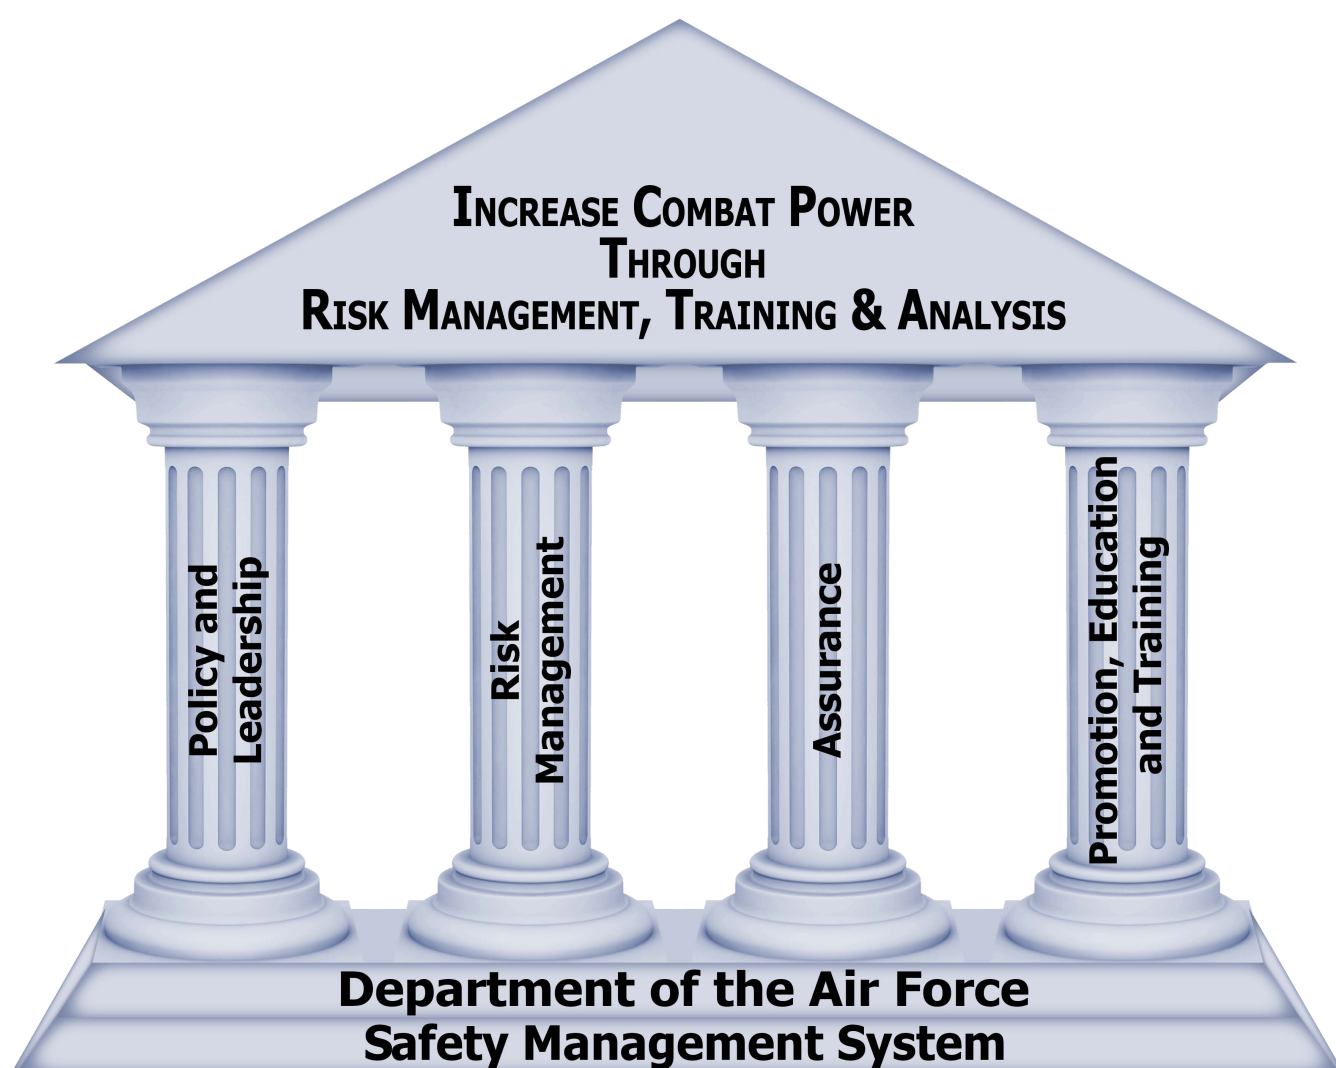 INCREASE COMBAT POWER
THROUGH
RISK MANAGEMENT, TRAINING & ANALYSIS
Policy and
Leadership
Risk
Management
Assurance
Promotion, Education
and Training
Department of the Air Force
Safety Management System